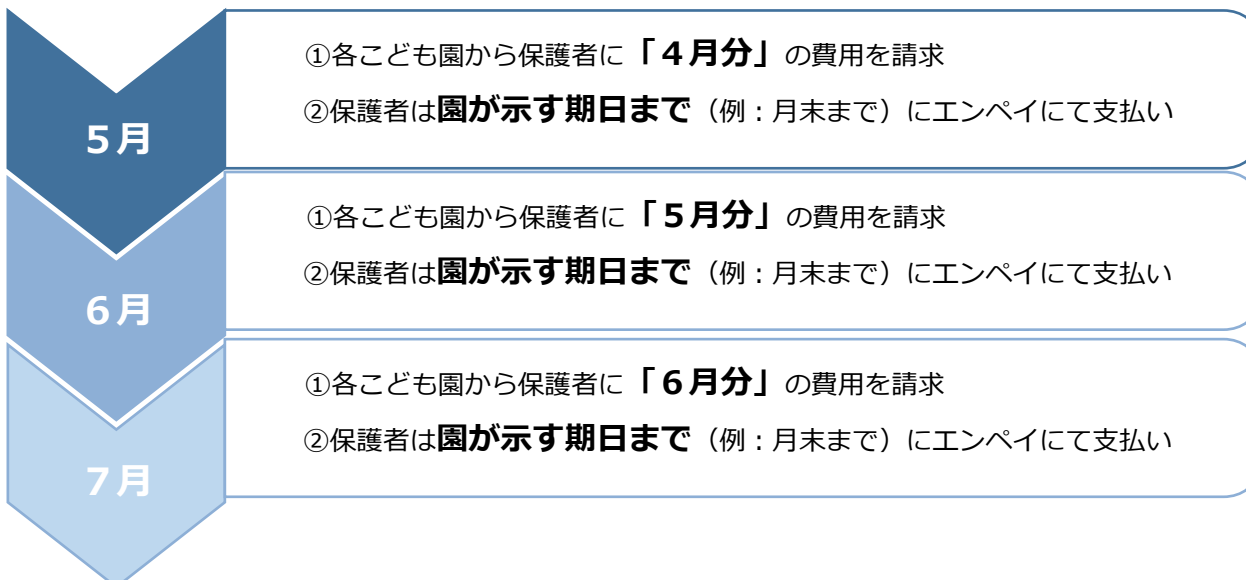 5月
①各こども園から保護者に「4月分」の費用を請求
②保護者は園が示す期日まで（例：月末まで）にエンペイにて支払い
6月
①各こども園から保護者に「5月分」の費用を請求
②保護者は園が示す期日まで（例：月末まで）にエンペイにて支払い
7月
①各こども園から保護者に「6月分」の費用を請求
②保護者は園が示す期日まで（例：月末まで）にエンペイにて支払い